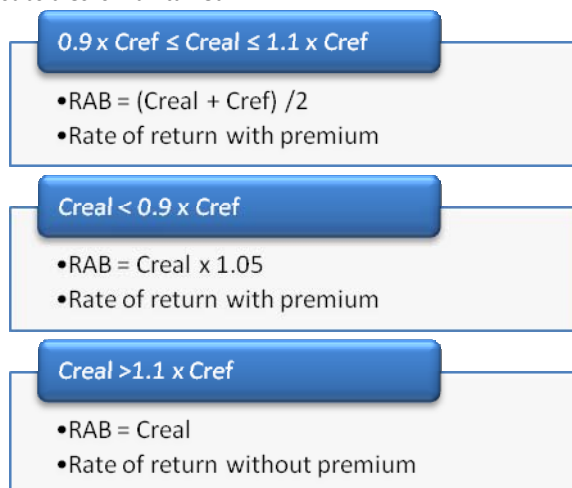 0.9 x Cref ≤ Creal ≤ 1.1 x Cref
•RAB = (Creal + Cref) /2
•Rate of return with premium
Creal < 0.9 x Cref
•RAB = Creal x 1.05
•Rate of return with premium
Creal >1.1 x Cref
•RAB = Creal
•Rate of return without premium